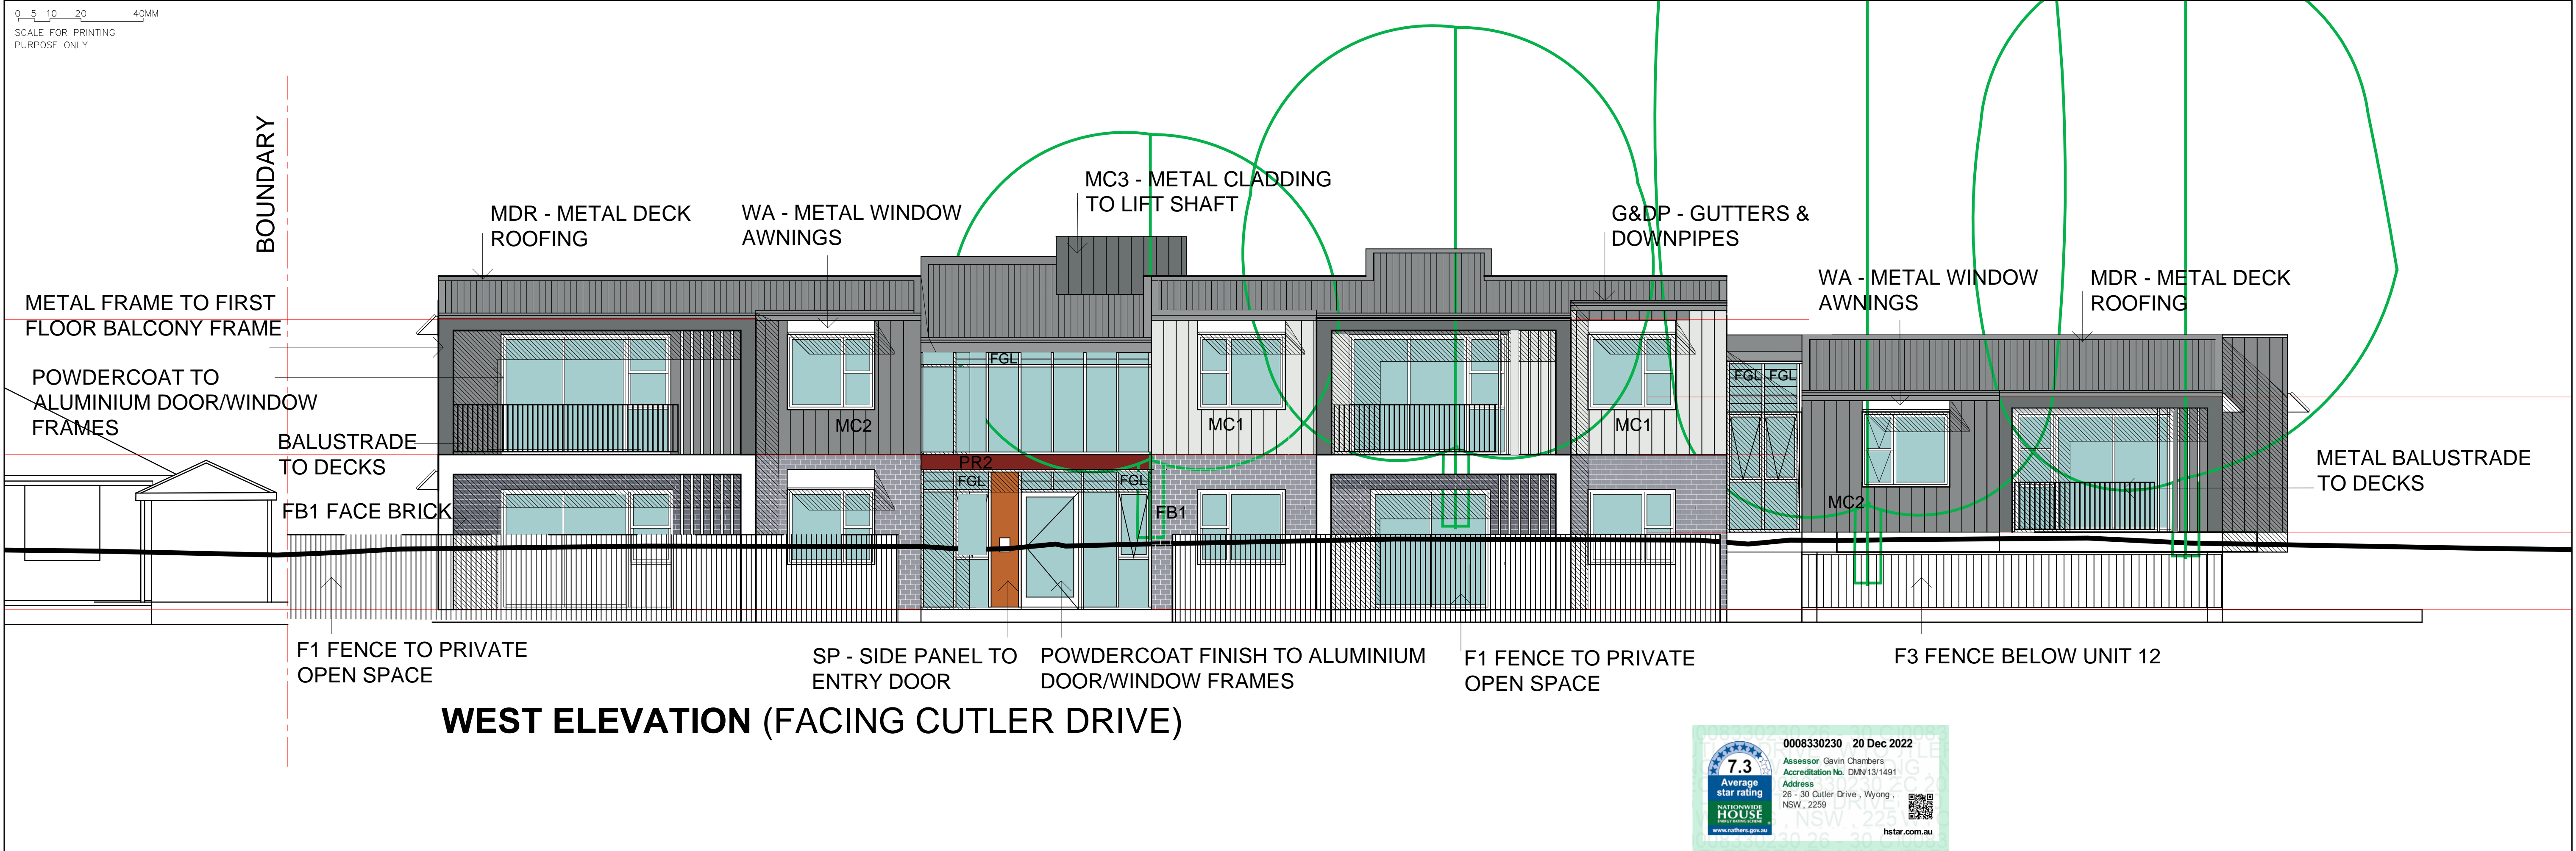 0 5 10 20 40MM
SCALE FOR PRINTING
PURPOSE ONLY
BOUNDARY
MDR - METAL DECK
ROOFING
WA - METAL WINDOW
AWNINGS
MC3 - METAL CLADDING
TO LIFT SHAFT
G&DP - GUTTERS &
DOWNPIPES
WA - METAL WINDOW
AWNINGS
MDR - METAL DECK
ROOFING
METAL FRAME TO FIRST
FLOOR BALCONY FRAME
POWDERCOAT TO
ALUMINIUM DOOR/WINDOW
FRAMES
BALUSTRADE
TO DECKS
FB1 FACE BRICK
FGL
FGL FGL
MC2
MC1
MC1
PR2
FGL
FGL
FB1
MC2
METAL BALUSTRADE
TO DECKS
F1 FENCE TO PRIVATE
OPEN SPACE
SP - SIDE PANEL TO
ENTRY DOOR
POWDERCOAT FINISH TO ALUMINIUM
DOOR/WINDOW FRAMES
F1 FENCE TO PRIVATE
OPEN SPACE
F3 FENCE BELOW UNIT 12
WEST ELEVATION (FACING CUTLER DRIVE)
7.3
Average
star rating
NATIONWIDE
HOUSE
ENERGY RATING SCHEME
www.nathers.gov.au
0008330230 20 Dec 2022
Assessor Gavin Chambers
Accreditation No. DMN/13/1491
Address
26 - 30 Cutler Drive , Wyong ,
NSW , 2259
hstar.com.au